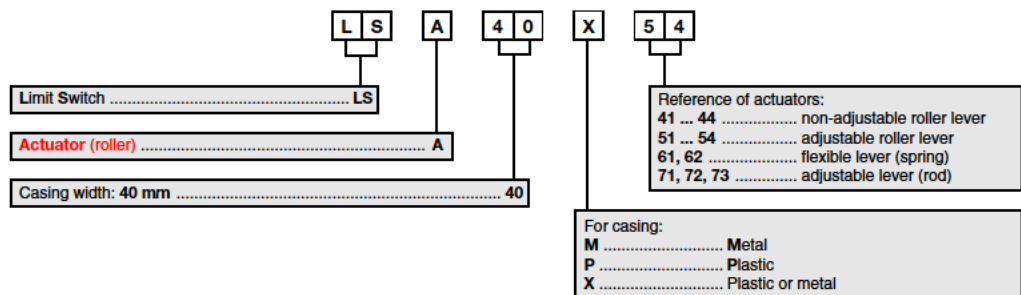 L S A 4 0 X 5 4
Limit Switch ...................................................... LS
Actuator (roller) ................................................................ A
Casing width: 40 mm ......................................................................... 40
Reference of actuators:
41 ... 44 ................. non-adjustable roller lever
51 ... 54 ................. adjustable roller lever
61, 62 .................... flexible lever (spring)
71, 72, 73 .............. adjustable lever (rod)
For casing:
M ........................... Metal
P ............................ Plastic
X ............................ Plastic or metal